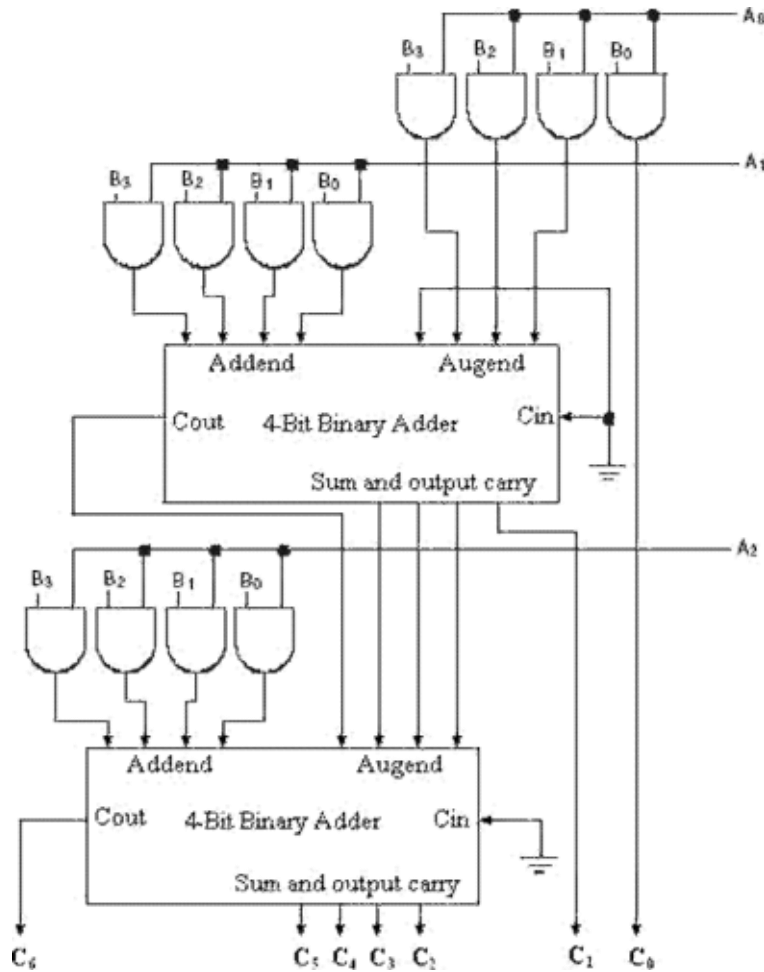 A₀
B₃ B₂ B₁ B₀
A₁
B₃ B₂ B₁ B₀
Addend Augend
Cout 4-Bit Binary Adder Cin
Sum and output carry
A₂
B₃ B₂ B₁ B₀
Addend Augend
Cout 4-Bit Binary Adder Cin
Sum and output carry
C₆ C₅ C₄ C₃ C₂ C₁ C₀